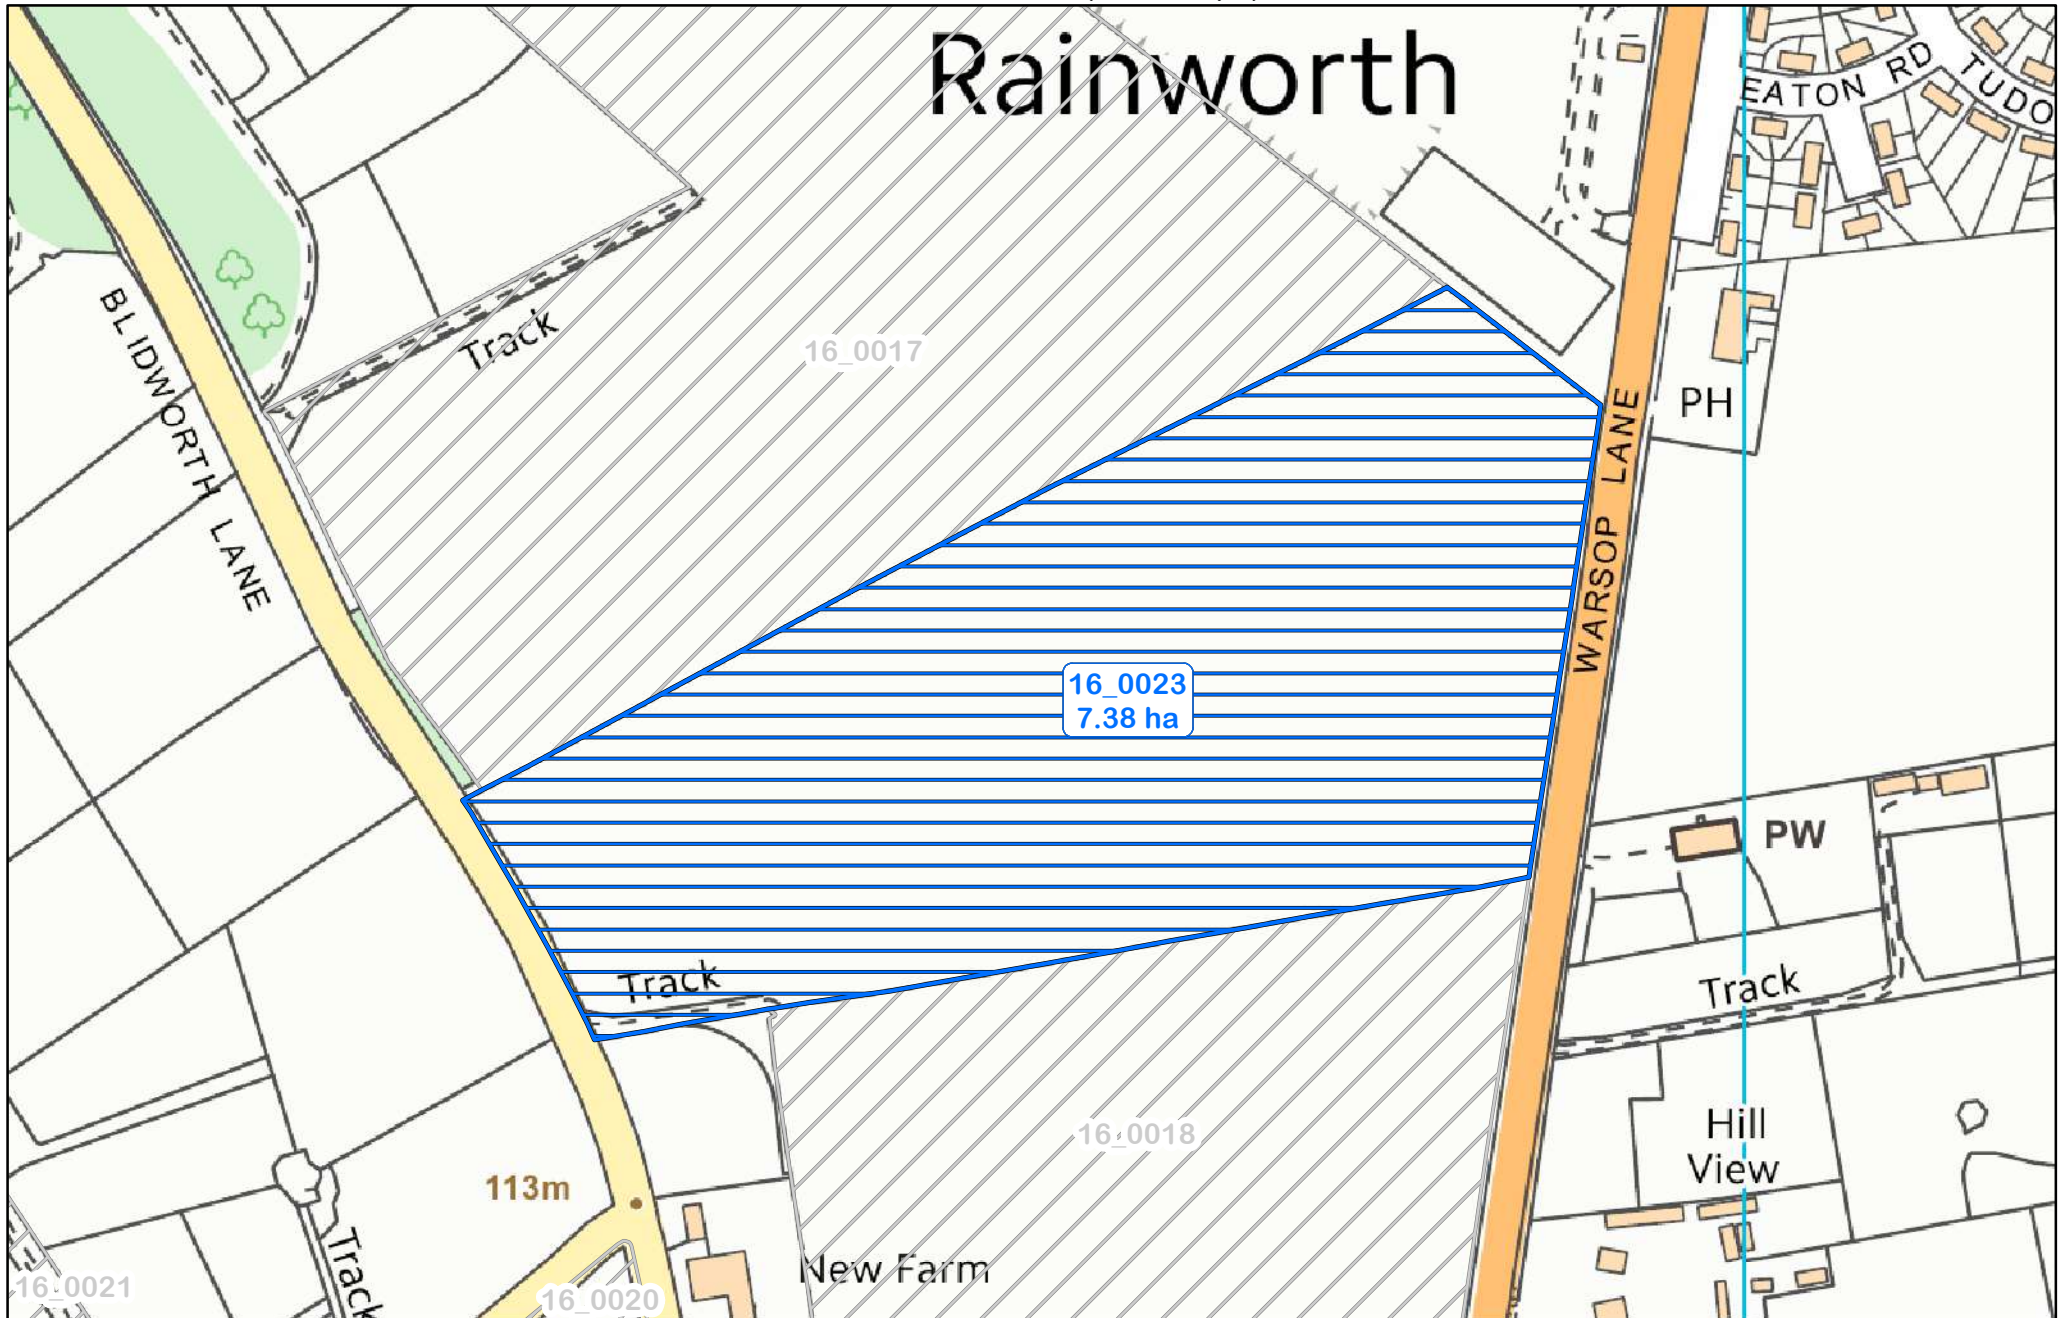 Rainworth
EATON RD
TUDO
BLIDWORTH LANE
Track
16_0017
PH
WARSOP LANE
16_0023
7.38 ha
PW
Track
Track
16_0018
Hill
View
113m
Track
New Farm
16_0021
16_0020